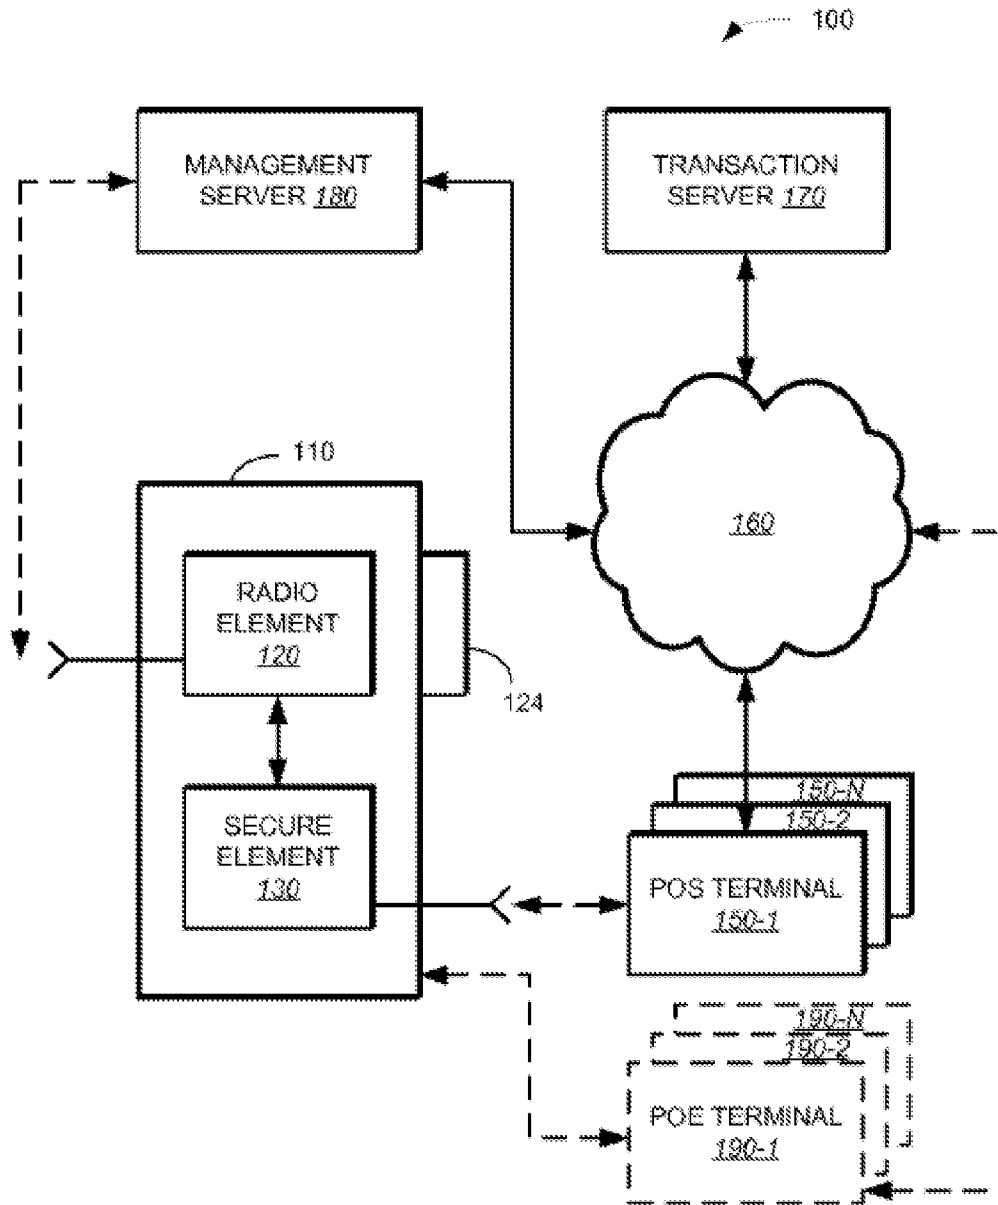 100
MANAGEMENT
SERVER 180
TRANSACTION
SERVER 170
110
160
RADIO
ELEMENT
120
124
SECURE
ELEMENT
130
150-N
150-2
POS TERMINAL
150-1
190-N
190-2
POE TERMINAL
190-1